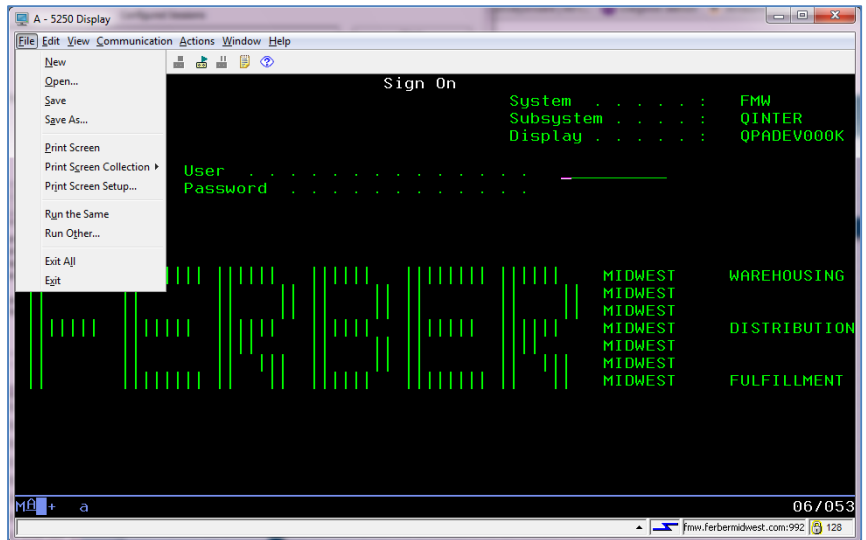 A - 5250 Display
File Edit View Communication Actions Window Help
New
Open...
Save
Save As...
Print Screen
Print Screen Collection
Print Screen Setup...
Run the Same
Run Other...
Exit All
Exit
Sign On
System . . . . . : FMW
Subsystem . . . . : QINTER
Display . . . . . : QPADEV000K
User . . . . . . . . . . . . . .
Password . . . . . . . . . . . .
FERBER
MIDWEST WAREHOUSING
MIDWEST
MIDWEST
MIDWEST DISTRIBUTION
MIDWEST
MIDWEST
MIDWEST FULFILLMENT
MA + a 06/053
fmw.ferbermidwest.com:992 128